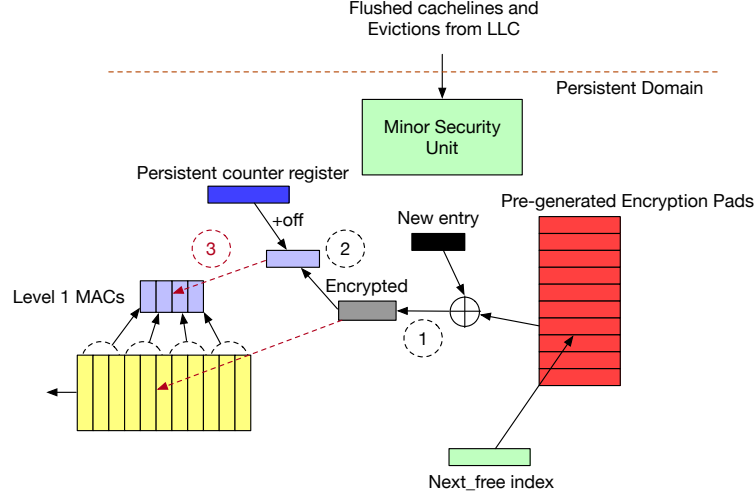 Flushed cachelines and
Evictions from LLC
Persistent Domain
Minor Security
Unit
Persistent counter register
Pre-generated Encryption Pads
New entry
+off
3
2
Encrypted
Level 1 MACs
1
Next_free index